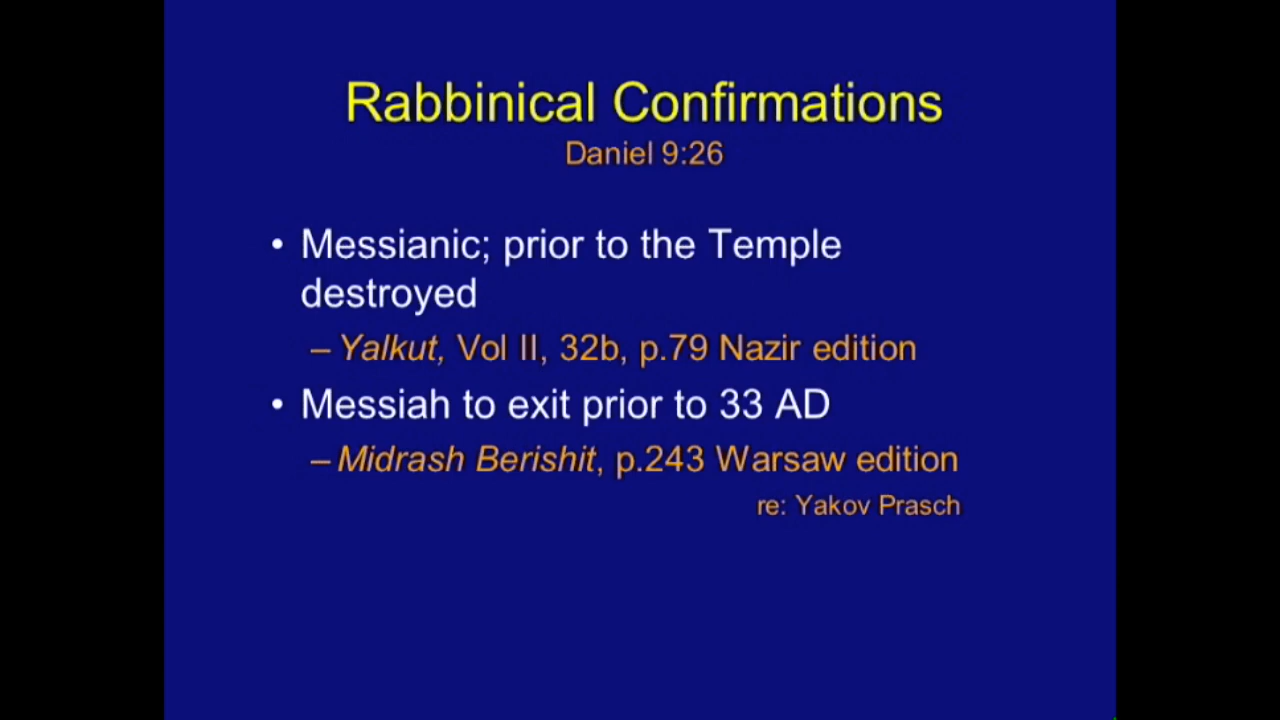 Rabbinical Confirmations
Daniel 9:26
• Messianic; prior to the Temple
destroyed
– Yalkut, Vol II, 32b, p.79 Nazir edition
• Messiah to exit prior to 33 AD
– Midrash Berishit, p.243 Warsaw edition
re: Yakov Prasch